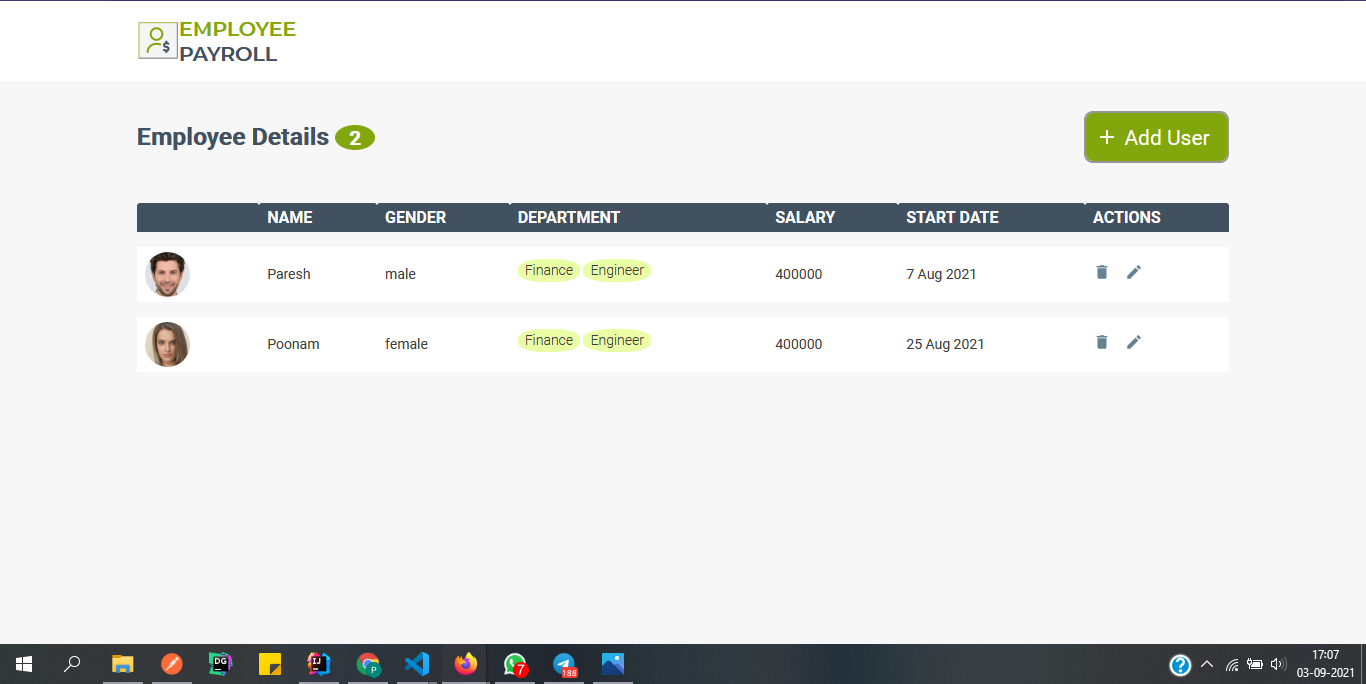 EMPLOYEE
PAYROLL
$
Employee Details 2
+ Add User
NAME GENDER DEPARTMENT SALARY START DATE ACTIONS
Paresh male Finance Engineer 400000 7 Aug 2021
Poonam female Finance Engineer 400000 25 Aug 2021
DG
IJ
P
7
188
?
17:07
03-09-2021